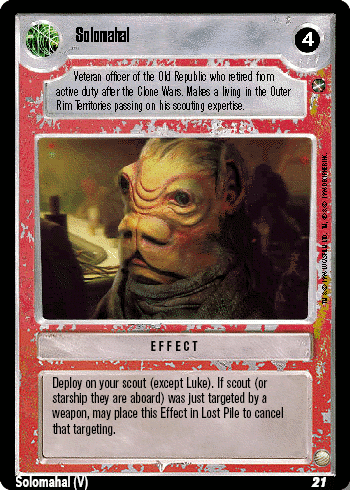 Solomahal
4
Veteran officer of the Old Republic who retired from
active duty after the Clone Wars. Makes a living in the Outer
Rim Territories passing on his scouting expertise.
EFFECT
Deploy on your scout (except Luke). If scout (or
starship they are aboard) was just targeted by a
weapon, may place this Effect in Lost Pile to cancel
that targeting.
Solomahal (V)
21